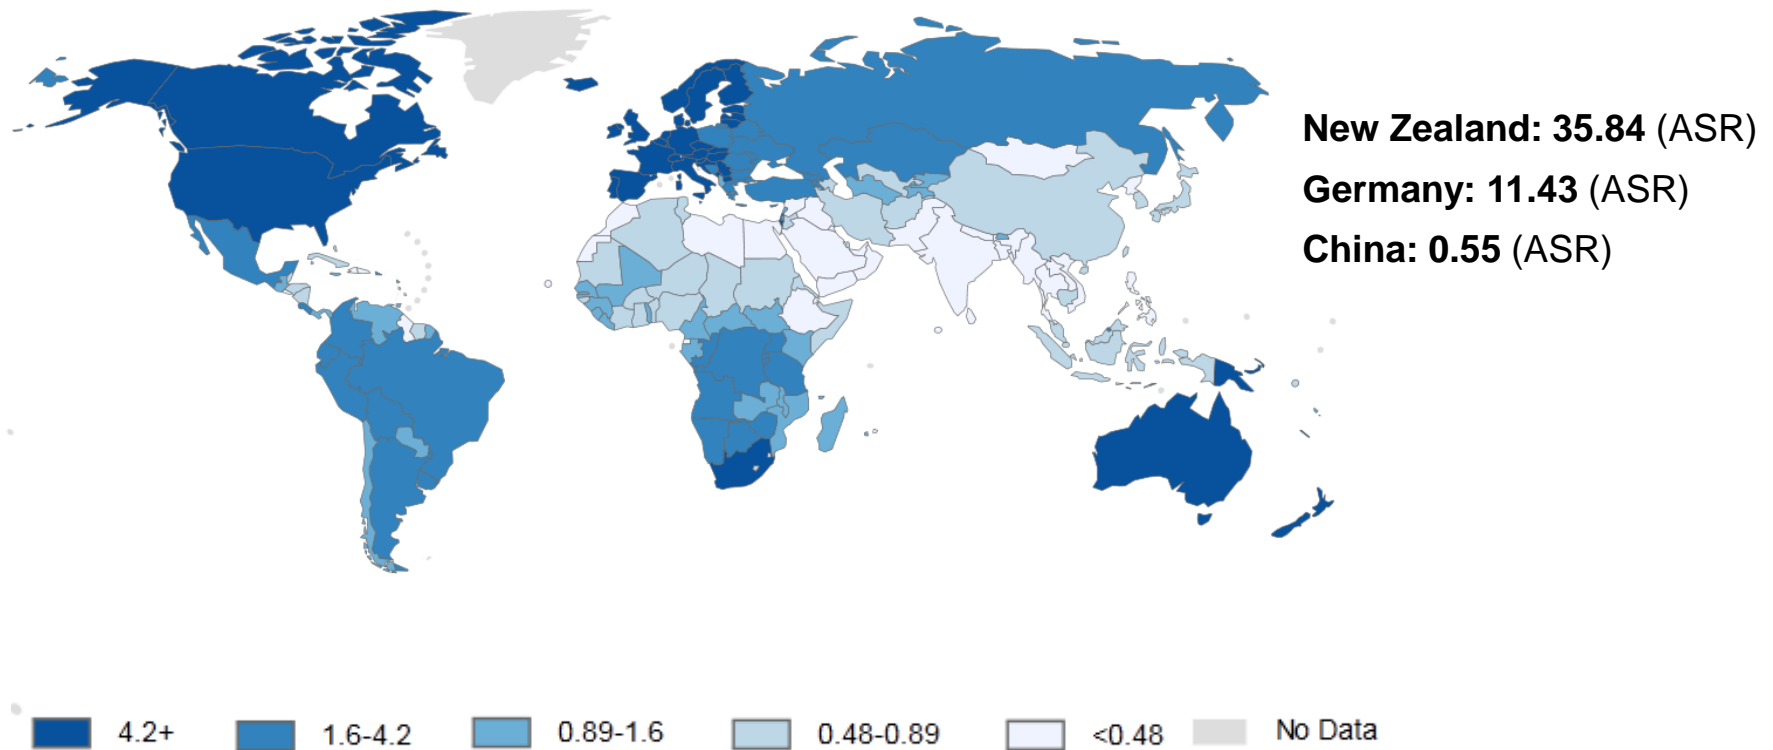 New Zealand: 35.84 (ASR)
Germany: 11.43 (ASR)
China: 0.55 (ASR)
4.2+
1.6-4.2
0.89-1.6
0.48-0.89
<0.48
No Data